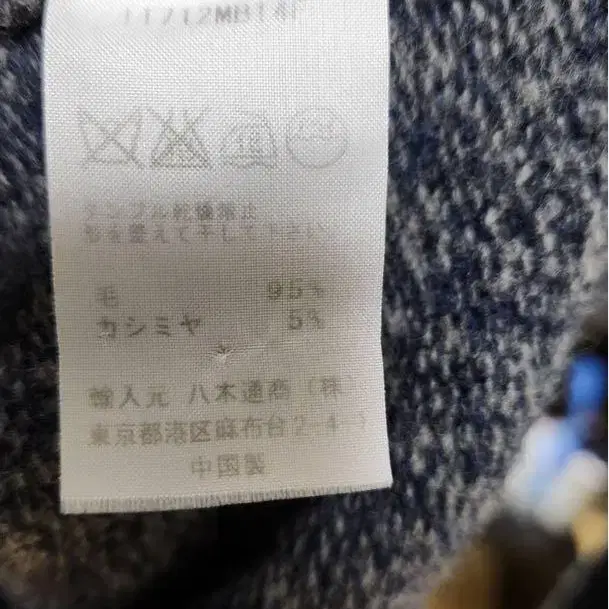 タンブル乾燥禁止
形を整えて干して下さい。
毛 95%
カシミヤ 5%
輸入元 八木通商(株)
東京都港区麻布台2-4-
中国製